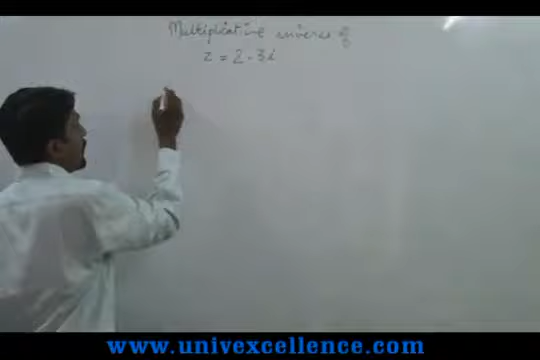 Multiplicative inverse of
z = 2 - 3i
www.univexcellence.com